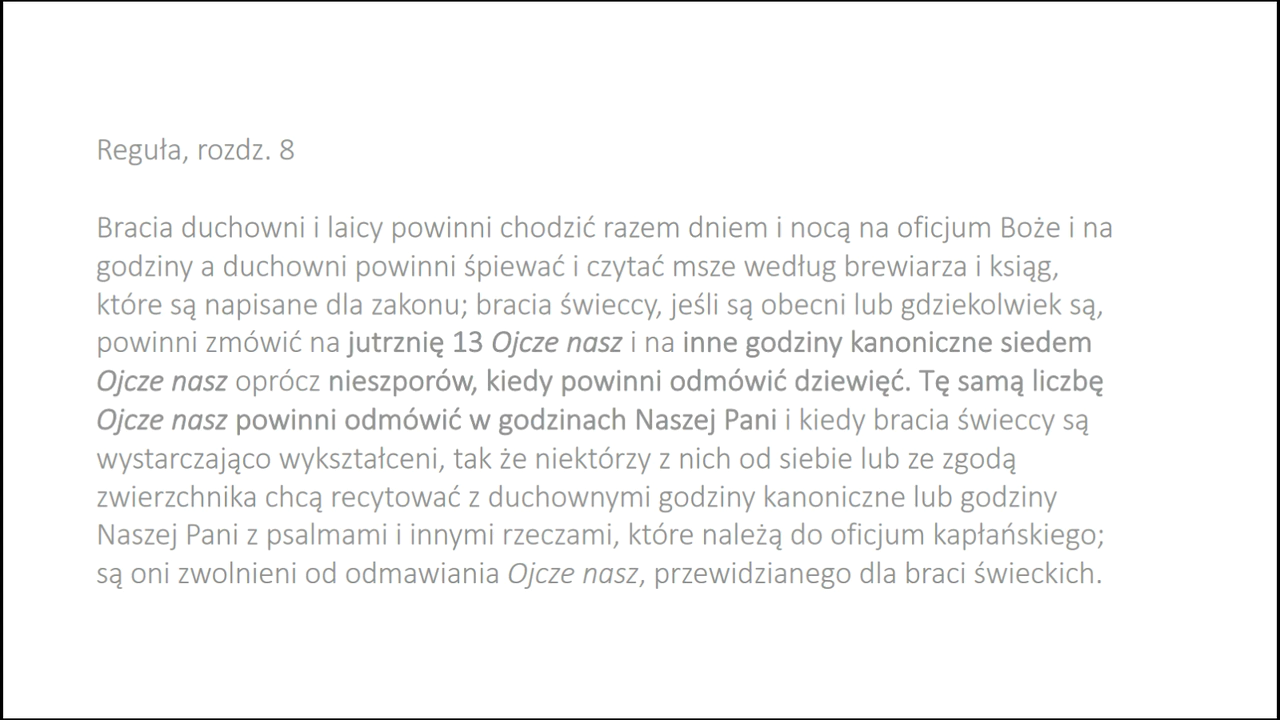 Reguła, rozdz. 8
Bracia duchowni i laicy powinni chodzić razem dniem i nocą na oficjum Boże i na
godziny a duchowni powinni śpiewać i czytać msze według brewiarza i ksiąg,
które są napisane dla zakonu; bracia świeccy, jeśli są obecni lub gdziekolwiek są,
powinni zmówić na jutrznię 13 Ojcze nasz i na inne godziny kanoniczne siedem
Ojcze nasz oprócz nieszporów, kiedy powinni odmówić dziewięć. Tę samą liczbę
Ojcze nasz powinni odmówić w godzinach Naszej Pani i kiedy bracia świeccy są
wystarczająco wykształceni, tak że niektórzy z nich od siebie lub ze zgodą
zwierzchnika chcą recytować z duchownymi godziny kanoniczne lub godziny
Naszej Pani z psalmami i innymi rzeczami, które należą do oficjum kapłańskiego;
są oni zwolnieni od odmawiania Ojcze nasz, przewidzianego dla braci świeckich.